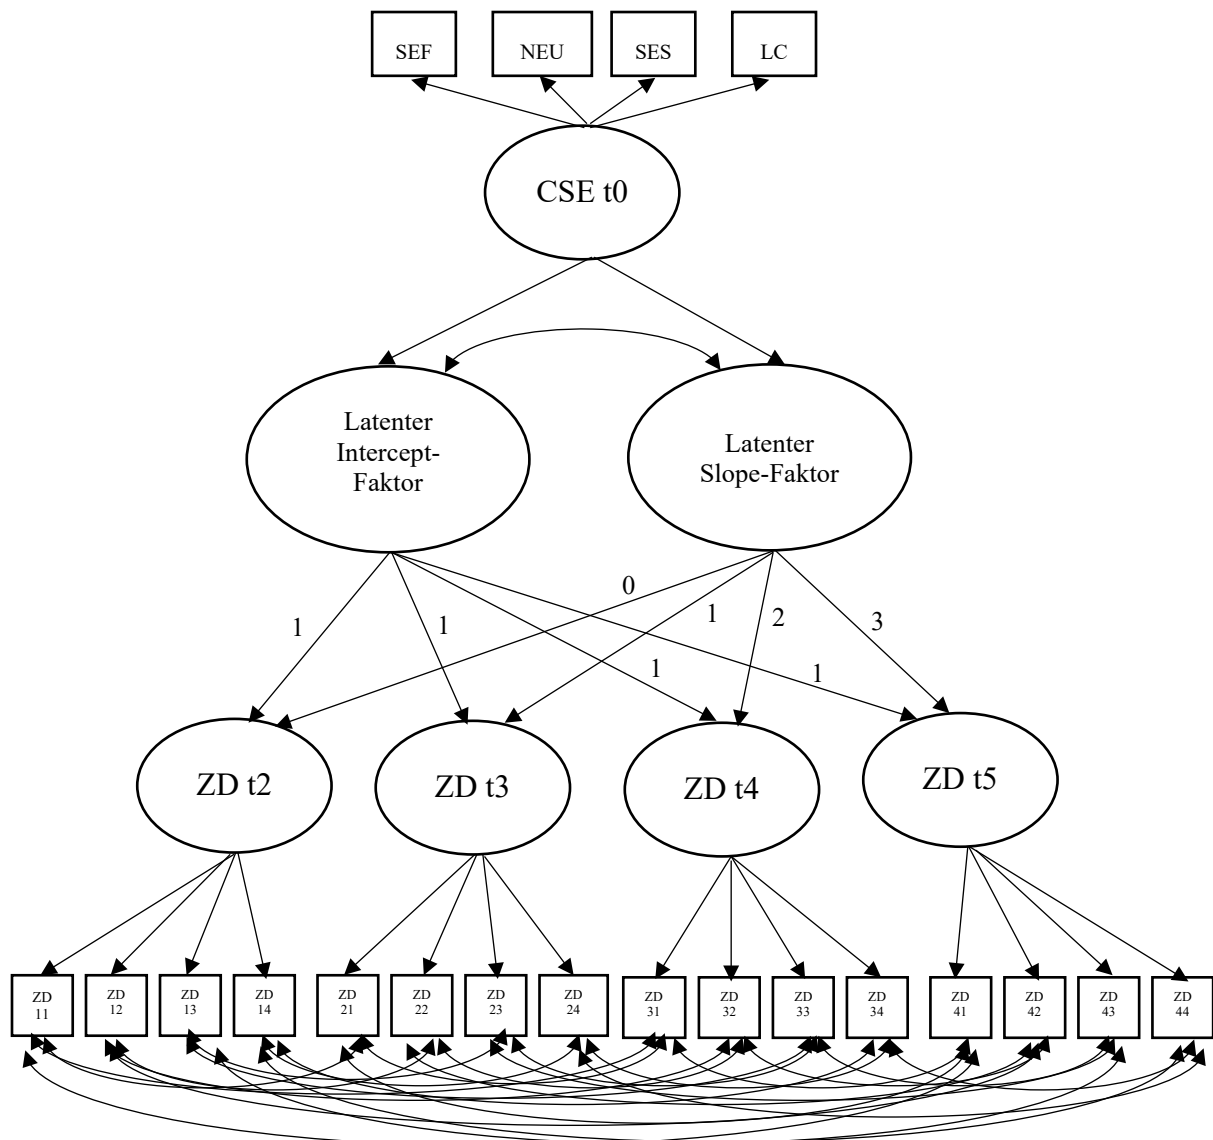 SEF
NEU
SES
LC
CSE t0
Latenter
Intercept-
Faktor
Latenter
Slope-Faktor
0
1
1
1
2
3
1
1
ZD t2
ZD t3
ZD t4
ZD t5
ZD
11
ZD
12
ZD
13
ZD
14
ZD
21
ZD
22
ZD
23
ZD
24
ZD
31
ZD
32
ZD
33
ZD
34
ZD
41
ZD
42
ZD
43
ZD
44